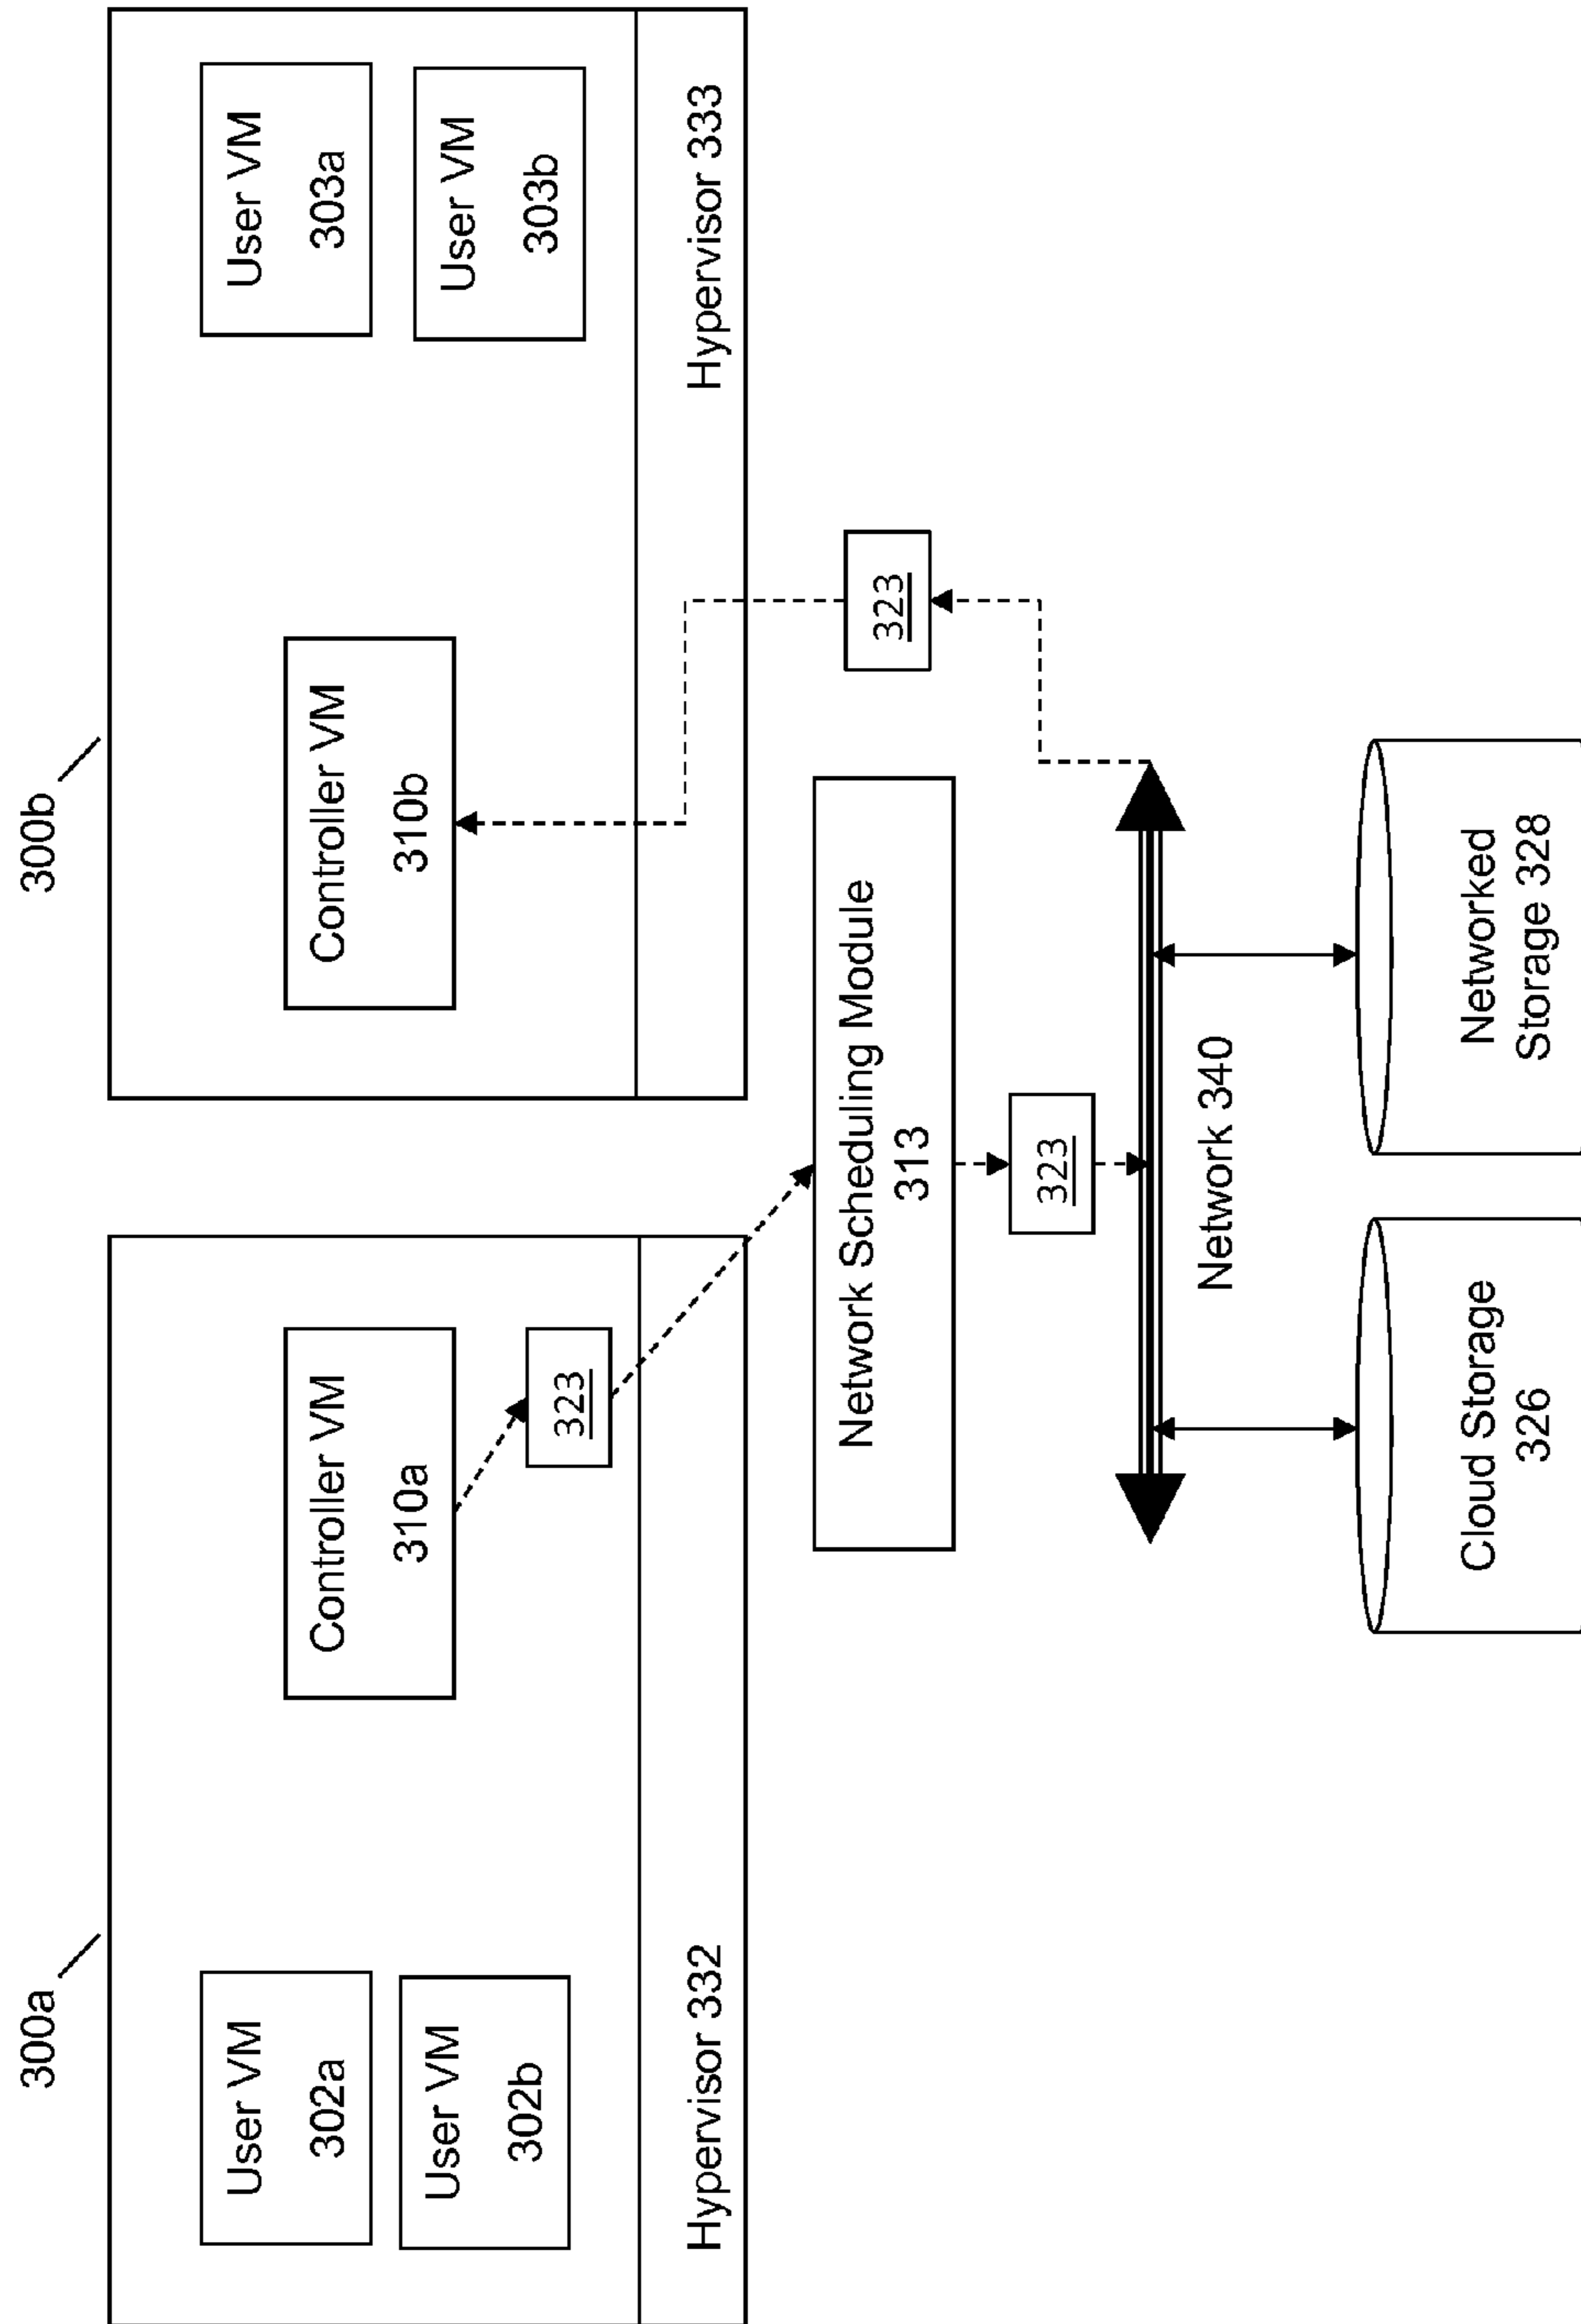 300a
300b
User VM
302a
User VM
302b
Controller VM
310a
323
Hypervisor 332
Controller VM
310b
User VM
303a
User VM
303b
Hypervisor 333
Network Scheduling Module
313
323
323
Network 340
Cloud Storage
326
Networked
Storage 328